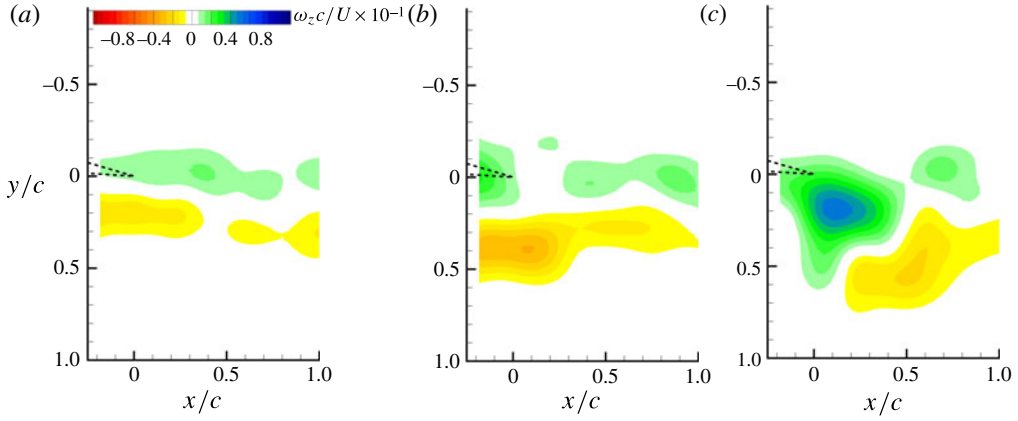 (a) ω_z c/U × 10⁻¹ (b) (c)
−0.8 −0.4 0 0.4 0.8
−0.5 −0.5 −0.5
y/c 0 0 0
0.5 0.5 0.5
1.0 1.0 1.0
0 0.5 1.0 0 0.5 1.0 0 0.5 1.0
x/c x/c x/c